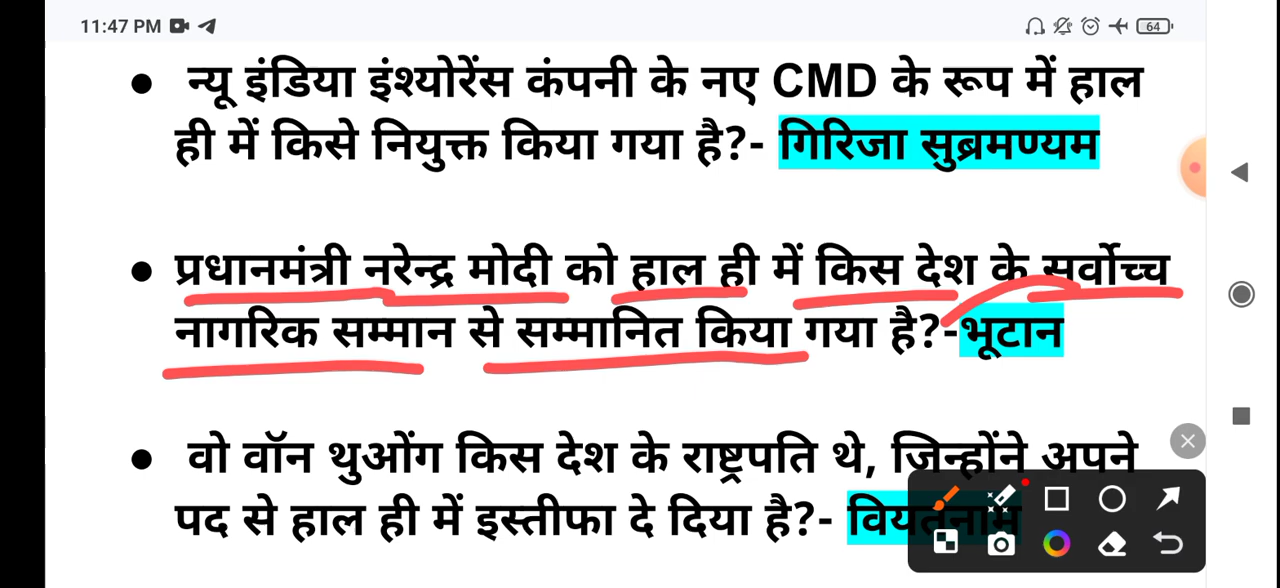 11:47 PM
64
● न्यू इंडिया इंश्योरेंस कंपनी के नए CMD के रूप में हाल
ही में किसे नियुक्त किया गया है?- गिरिजा सुब्रमण्यम
● प्रधानमंत्री नरेन्द्र मोदी को हाल ही में किस देश के सर्वोच्च
नागरिक सम्मान से सम्मानित किया गया है?-भूटान
● वो वॉन थुओंग किस देश के राष्ट्रपति थे, जिन्होंने अपने
पद से हाल ही में इस्तीफा दे दिया है?- वियतनाम